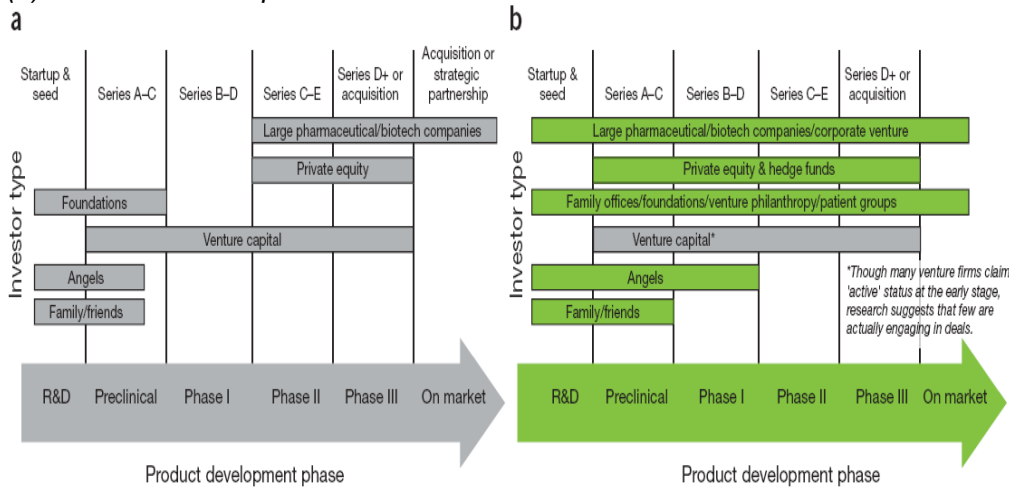 a
Startup &
seed
Series A–C
Series B–D
Series C–E
Series D+ or
acquisition
Acquisition or
strategic
partnership
Investor type
Large pharmaceutical/biotech companies
Private equity
Foundations
Venture capital
Angels
Family/friends
R&D
Preclinical
Phase I
Phase II
Phase III
On market
Product development phase
b
Startup &
seed
Series A–C
Series B–D
Series C–E
Series D+ or
acquisition
Investor type
Large pharmaceutical/biotech companies/corporate venture
Private equity & hedge funds
Family offices/foundations/venture philanthropy/patient groups
Venture capital*
Angels
Family/friends
*Though many venture firms claim
'active' status at the early stage,
research suggests that few are
actually engaging in deals.
R&D
Preclinical
Phase I
Phase II
Phase III
On market
Product development phase